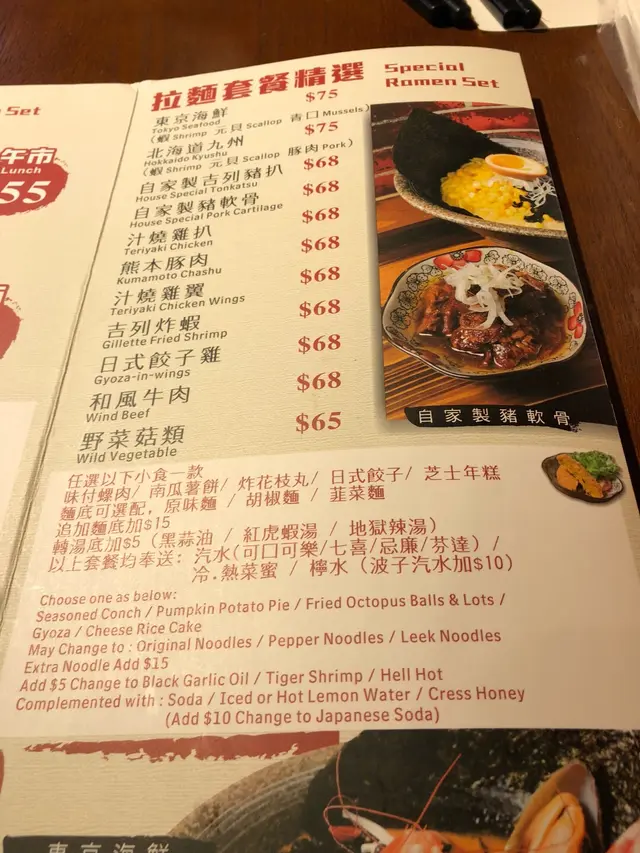 拉麵套餐精選 Special
Ramen Set
$75
東京海鮮
Tokyo Seafood
(蝦 Shrimp 元貝 Scallop 青口 Mussels)
$75
北海道九州
Hokkaido Kyushu
(蝦 Shrimp 元貝 Scallop 豚肉 Pork)
$68
自家製吉列豬扒
House Special Tonkatsu
$68
自家製豬軟骨
House Special Pork Cartilage
$68
汁燒雞扒
Teriyaki Chicken
$68
熊本豚肉
Kumamoto Chashu
$68
汁燒雞翼
Teriyaki Chicken Wings
$68
吉列炸蝦
Gillette Fried Shrimp
$68
日式餃子雞
Gyoza-in-wings
$68
和風牛肉
Wind Beef
$68
野菜菇類
Wild Vegetable
$65
自家製豬軟骨
任選以下小食一款
味付螺肉/ 南瓜薯餅/ 炸花枝丸/ 日式餃子/ 芝士年糕
麵底可選配,原味麵 / 胡椒麵 / 韮菜麵
追加麵底加$15
轉湯底加$5(黑蒜油 / 紅虎蝦湯 / 地獄辣湯)
以上套餐均奉送:汽水(可口可樂/七喜/忌廉/芬達) /
冷.熱菜蜜 / 檸水(波子汽水加$10)
Choose one as below:
Seasoned Conch / Pumpkin Potato Pie / Fried Octopus Balls & Lots /
Gyoza / Cheese Rice Cake
May Change to : Original Noodles / Pepper Noodles / Leek Noodles
Extra Noodle Add $15
Add $5 Change to Black Garlic Oil / Tiger Shrimp / Hell Hot
Complemented with : Soda / Iced or Hot Lemon Water / Cress Honey
(Add $10 Change to Japanese Soda)
Set
午市
Lunch
55
東京海鮮